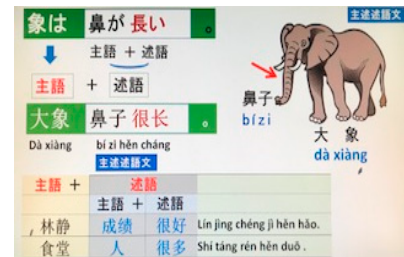 主述述語文
象は 鼻が 長い 。
主語 + 述語
主語 + 述語
大象 鼻子 很长 。
Dà xiàng bí zi hěn cháng
主述述語文
鼻子
bízi
大 象
dà xiàng
主語 + 述語
主語 + 述語
林静 成绩 很好 Lín jìng chéng jì hěn hǎo.
食堂 人 很多 Shí táng rén hěn duō .